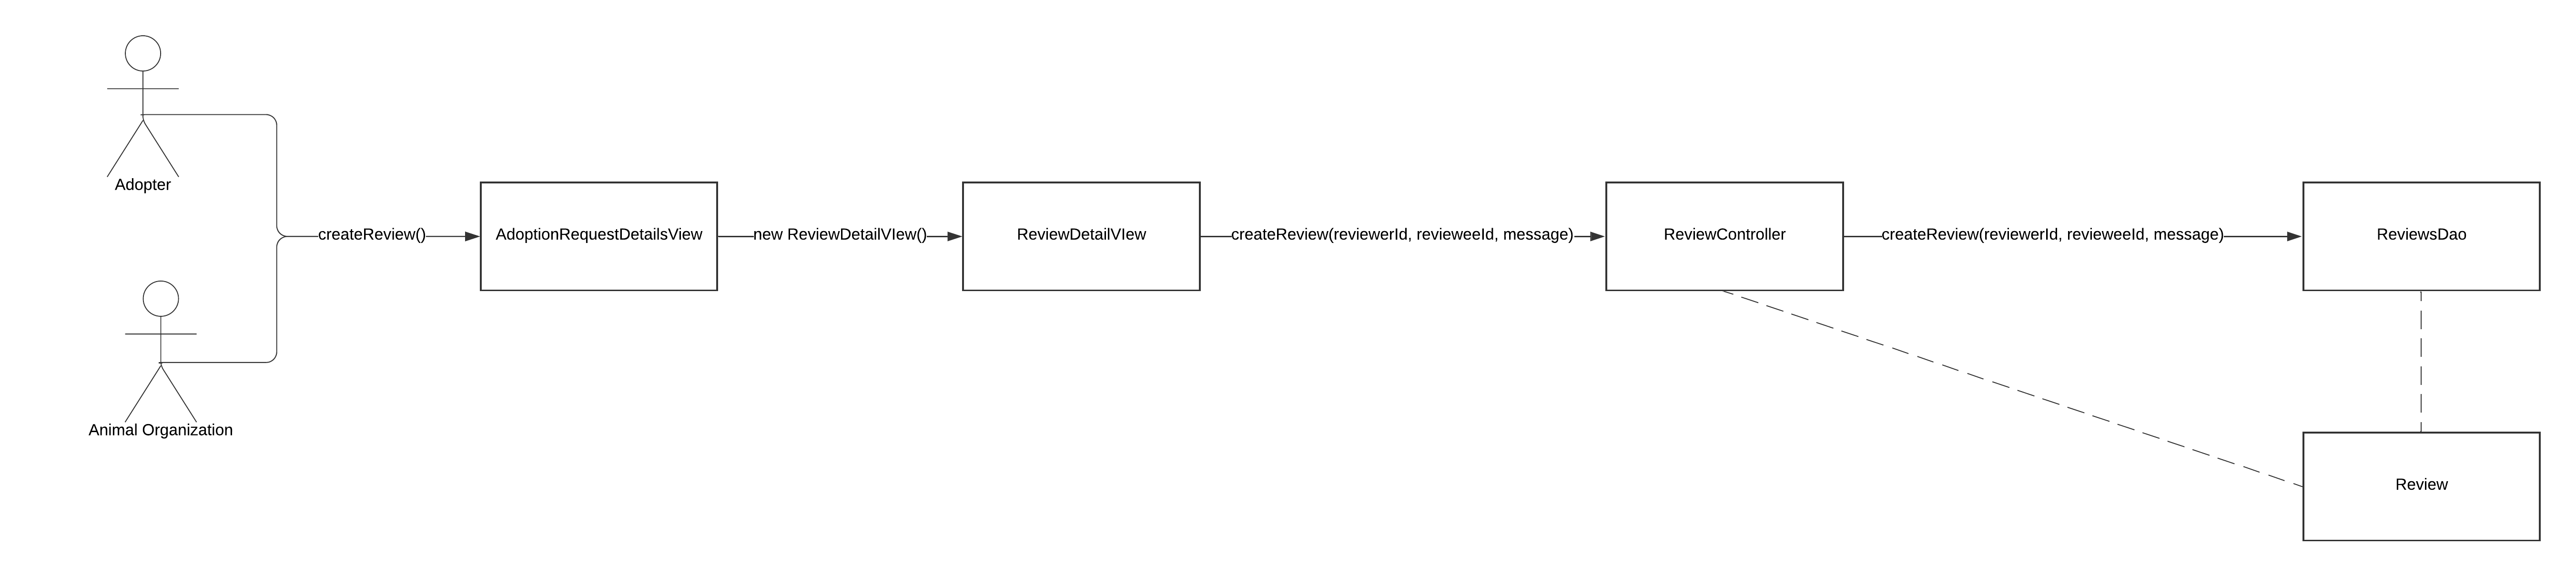 Adopter
createReview()
AdoptionRequestDetailsView
new ReviewDetailVIew()
ReviewDetailVIew
createReview(reviewerId, revieweeId, message)
ReviewController
createReview(reviewerId, revieweeId, message)
ReviewsDao
Animal Organization
Review